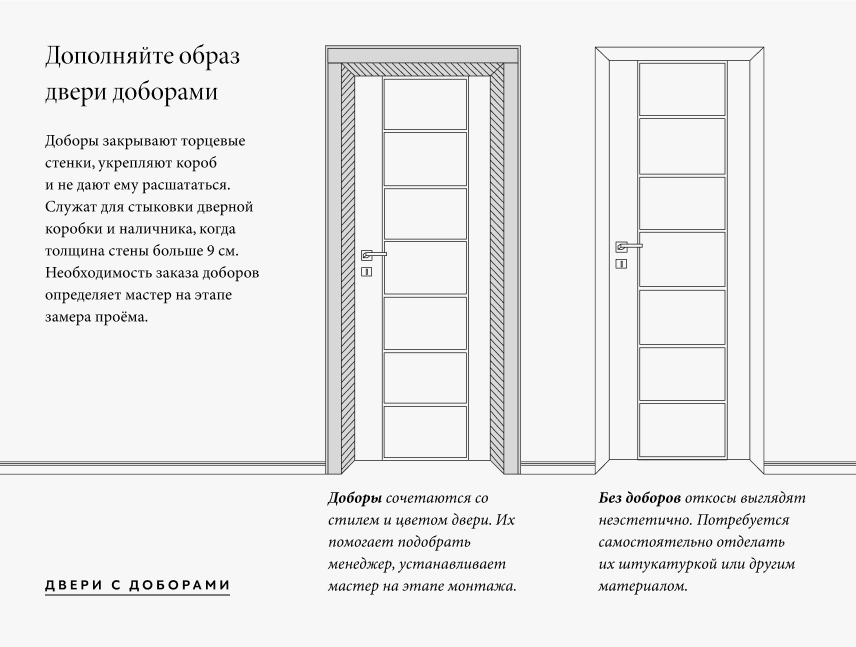 Дополняйте образ
двери доборами
Доборы закрывают торцевые
стенки, укрепляют короб
и не дают ему расшататься.
Служат для стыковки дверной
коробки и наличника, когда
толщина стены больше 9 см.
Необходимость заказа доборов
определяет мастер на этапе
замера проёма.
ДВЕРИ С ДОБОРАМИ
Доборы сочетаются со
стилем и цветом двери. Их
помогает подобрать
менеджер, устанавливает
мастер на этапе монтажа.
Без доборов откосы выглядят
неэстетично. Потребуется
самостоятельно отделать
их штукатуркой или другим
материалом.